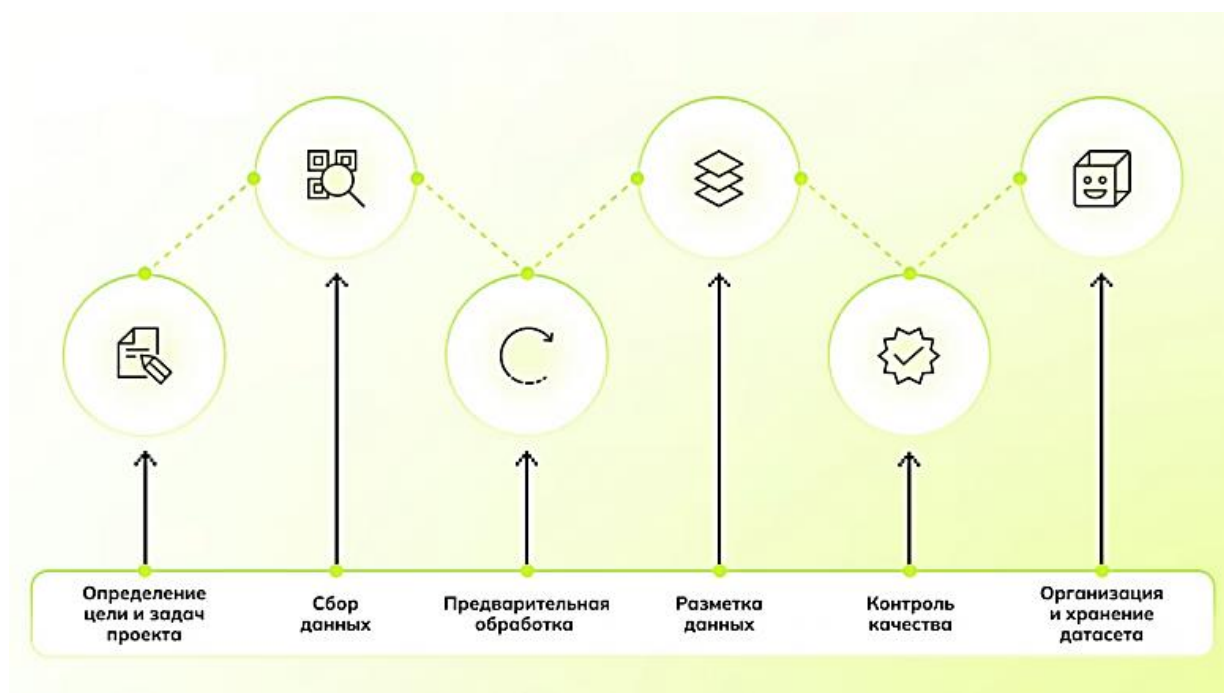 Определение
цели и задач
проекта
Сбор
данных
Предварительная
обработка
Разметка
данных
Контроль
качества
Организация
и хранение
датасета